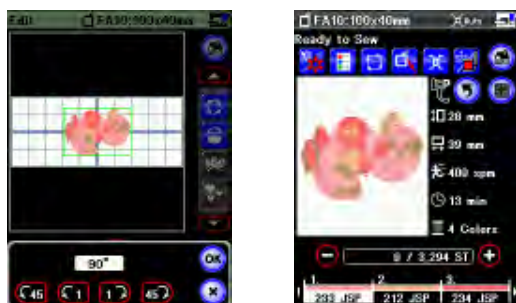 Edit FA10:100x40mm
90°
OK
45 1 1 45
X
FA10:100x40mm Auto
Ready to Sew
28 mm
39 mm
400 spm
13 min
4 Colors
0 / 3,294 ST
1. 2. 3.
233 JSP 212 JSP 234 JSP